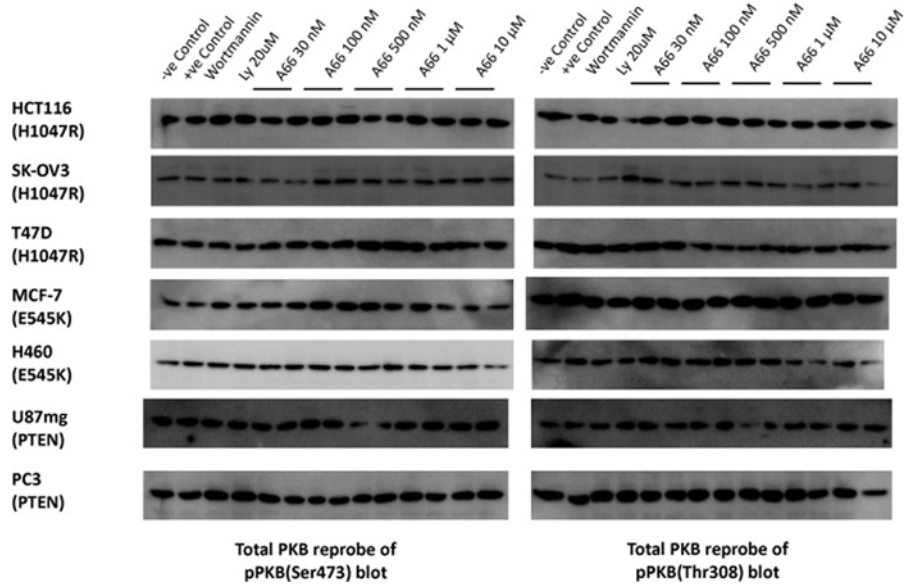 -ve Control +ve Control Wortmannin Ly 20uM A66 30 nM A66 100 nM A66 500 nM A66 1 µM A66 10 µM
-ve Control +ve Control Wortmannin Ly 20uM A66 30 nM A66 100 nM A66 500 nM A66 1 µM A66 10 µM
HCT116
(H1047R)
SK-OV3
(H1047R)
T47D
(H1047R)
MCF-7
(E545K)
H460
(E545K)
U87mg
(PTEN)
PC3
(PTEN)
Total PKB reprobe of
pPKB(Ser473) blot
Total PKB reprobe of
pPKB(Thr308) blot